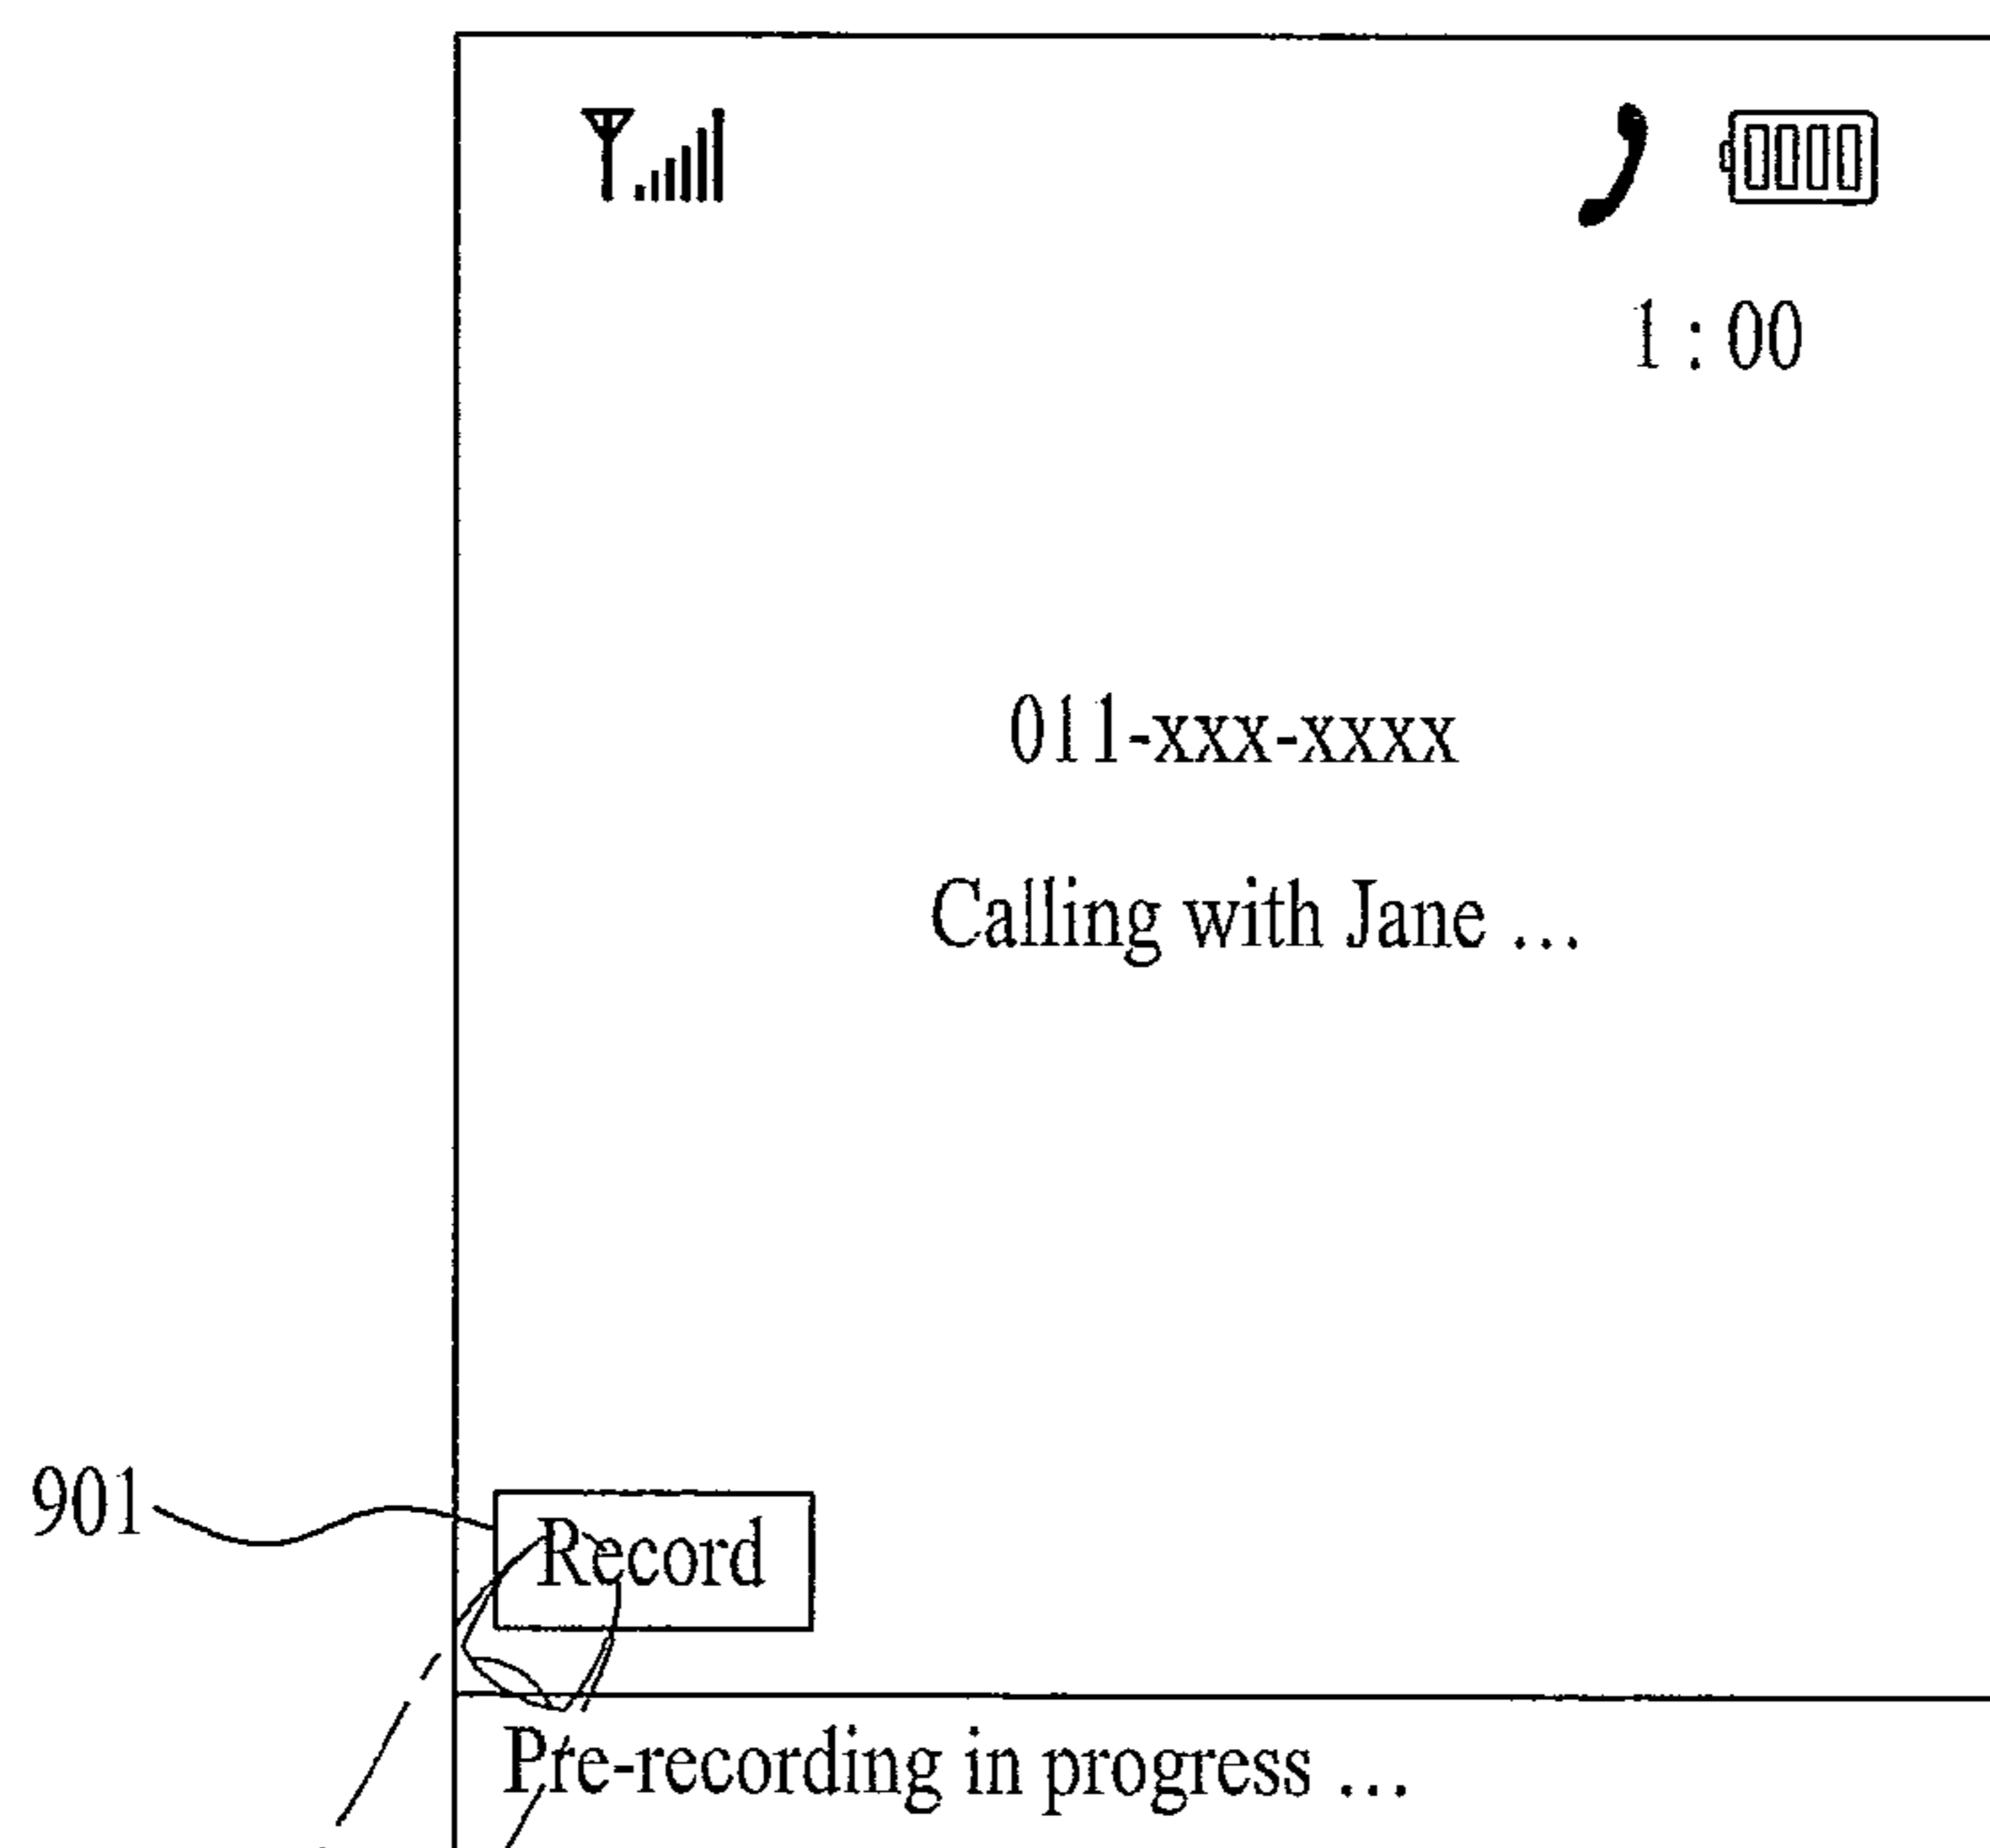 1 : 00
011-xxx-xxxx
Calling with Jane ...
901
Record
Pre-recording in progress ...